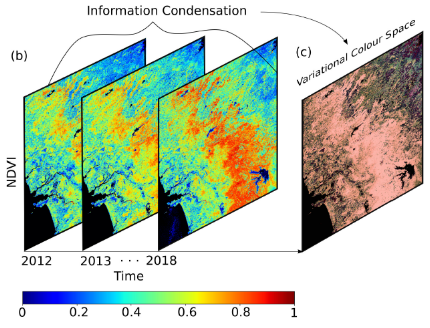 Information Condensation
(b)
(c)
Variational Colour Space
NDVI
2012
2013 · · · 2018
Time
0 0.2 0.4 0.6 0.8 1